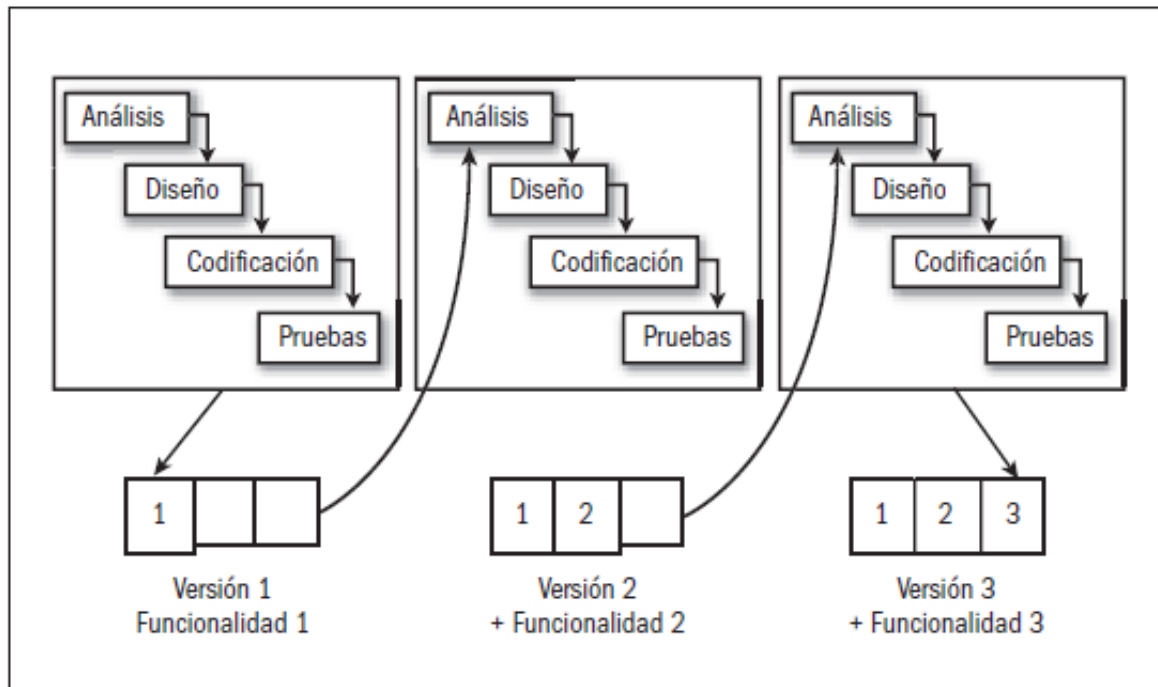 Análisis
Diseño
Codificación
Pruebas
Análisis
Diseño
Codificación
Pruebas
Análisis
Diseño
Codificación
Pruebas
1
1 2
1 2 3
Versión 1
Funcionalidad 1
Versión 2
+ Funcionalidad 2
Versión 3
+ Funcionalidad 3